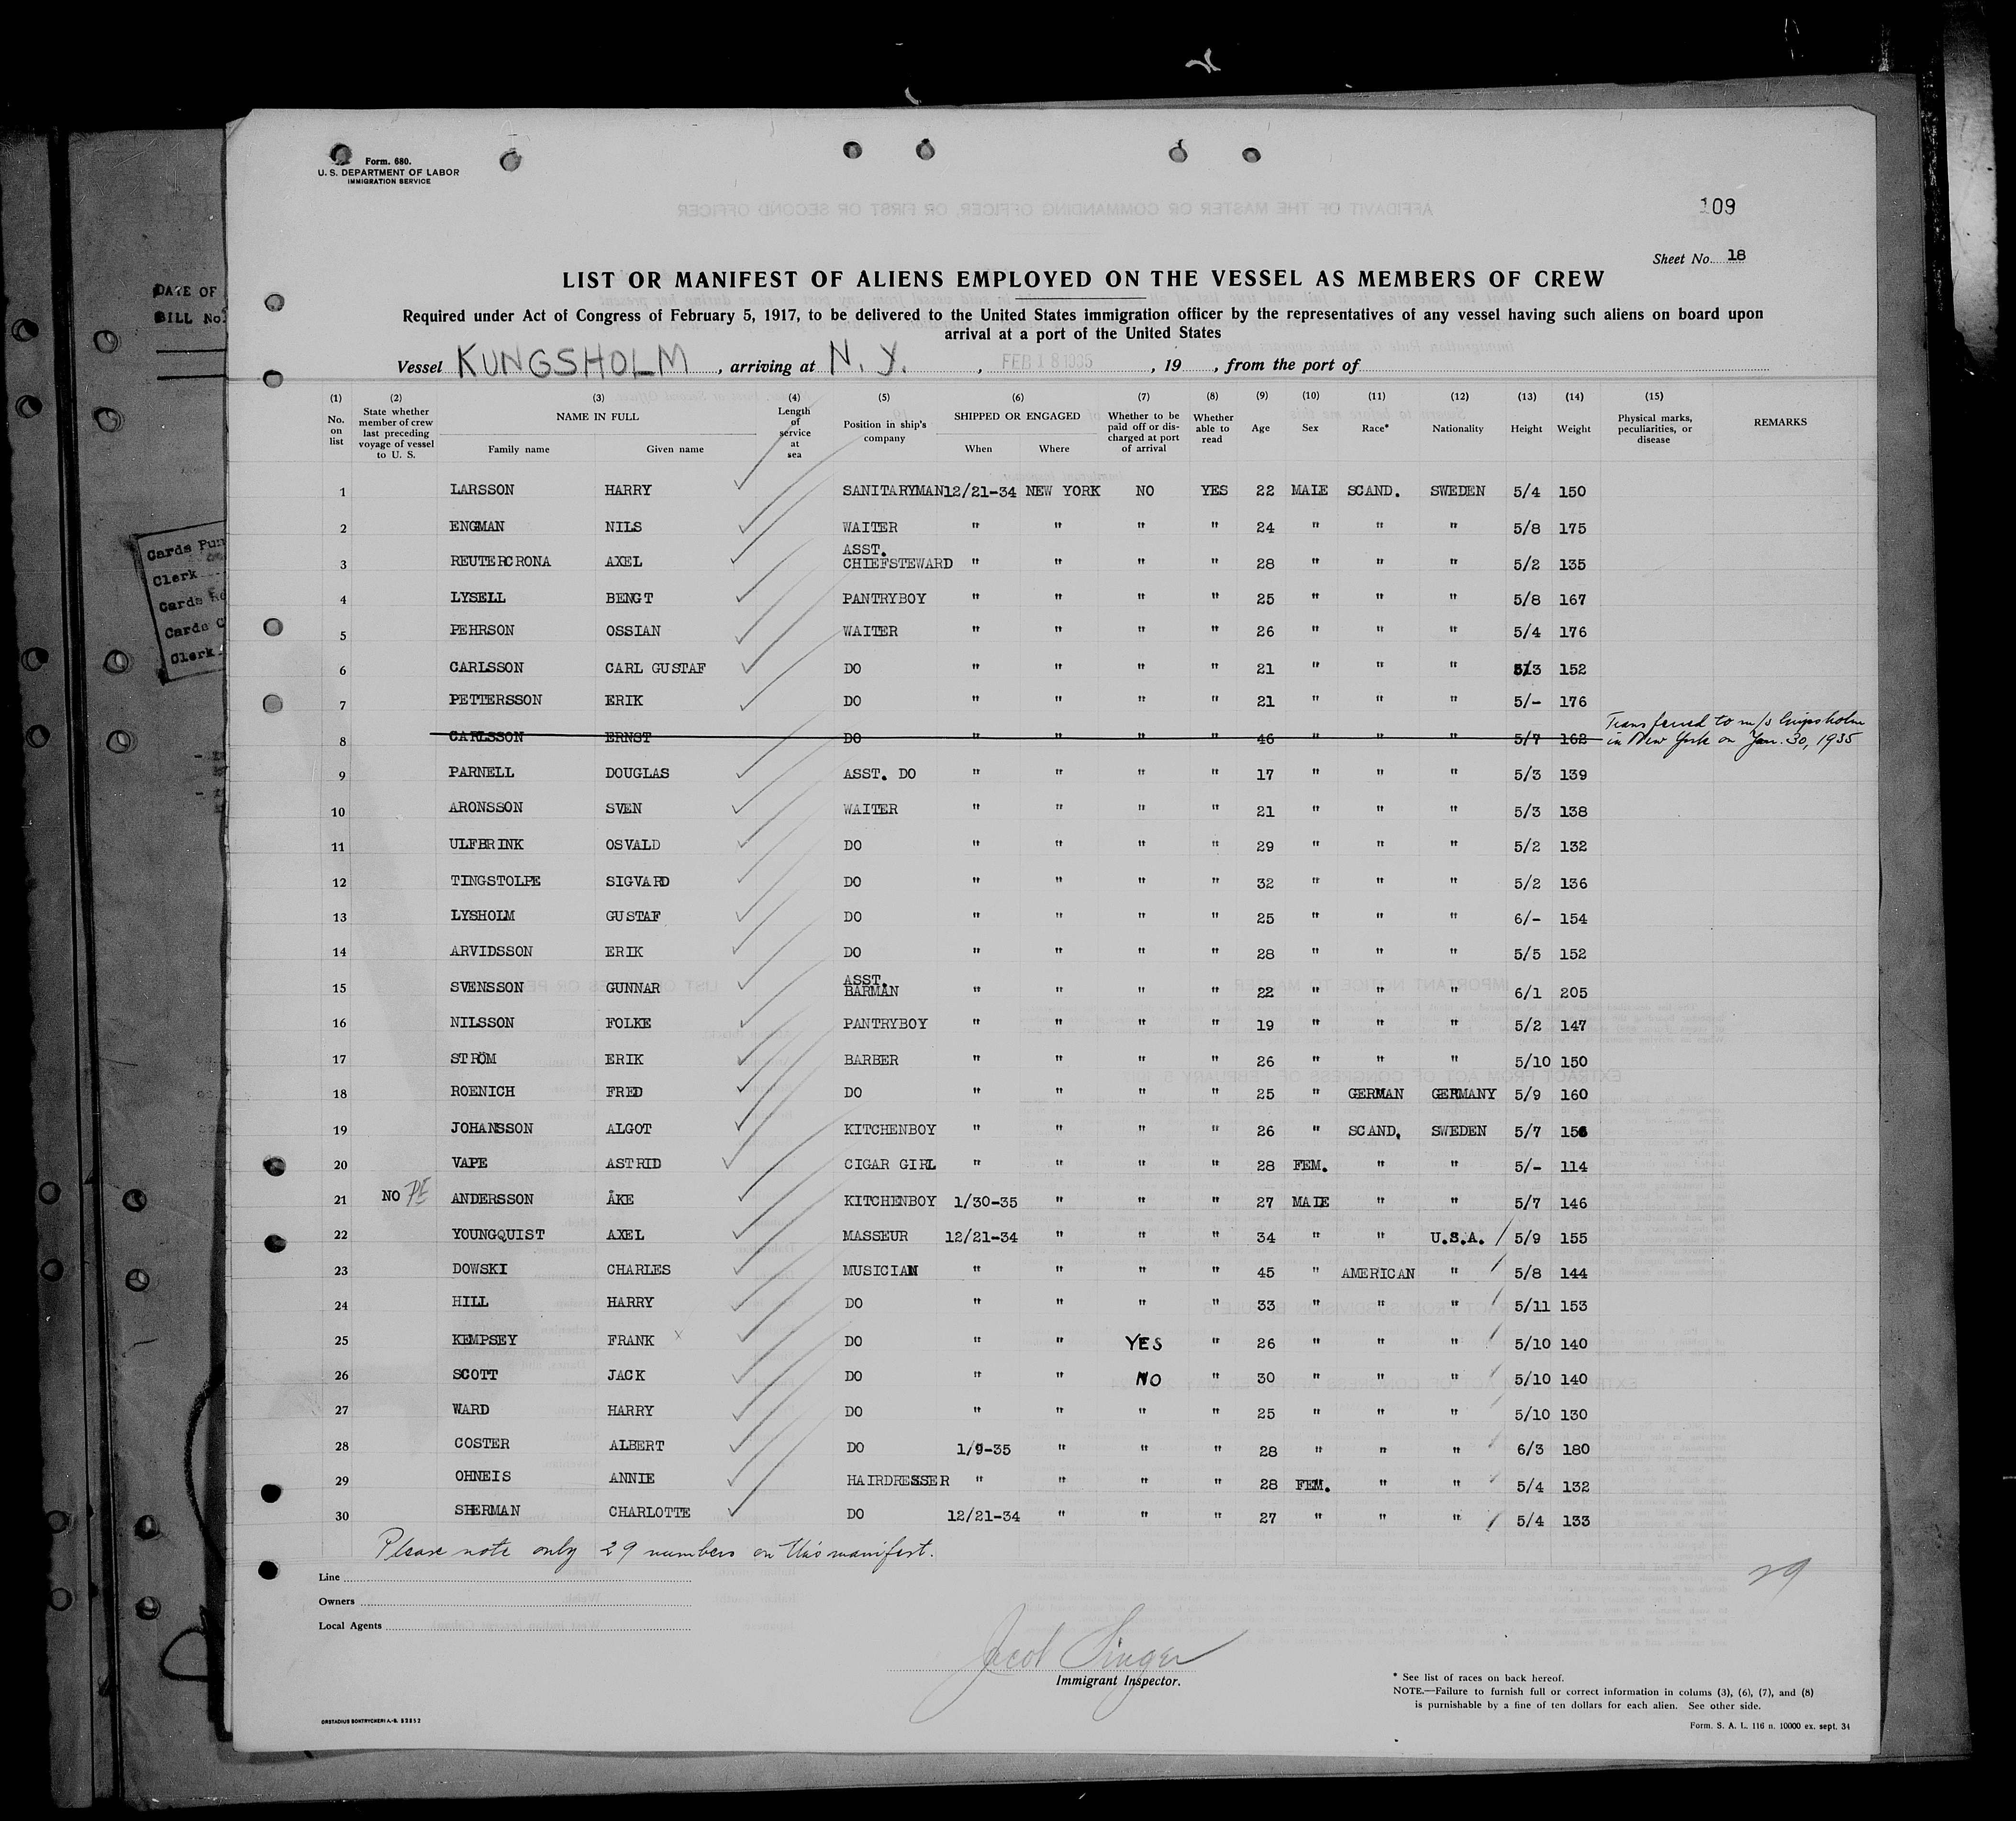 Form. 680.
U. S. DEPARTMENT OF LABOR
IMMIGRATION SERVICE
109
Sheet No. 18
LIST OR MANIFEST OF ALIENS EMPLOYED ON THE VESSEL AS MEMBERS OF CREW
Required under Act of Congress of February 5, 1917, to be delivered to the United States immigration officer by the representatives of any vessel having such aliens on board upon
arrival at a port of the United States
Vessel KUNGSHOLM, arriving at N. Y., FEB 18 1935, 19 , from the port of
(1) (2) (3) (4) (5) (6) (7) (8) (9) (10) (11) (12) (13) (14) (15)
No. on list State whether member of crew last preceding voyage of vessel to U. S. NAME IN FULL Family name Given name Length of service at sea Position in ship's company SHIPPED OR ENGAGED When Where Whether to be paid off or discharged at port of arrival Whether able to read Age Sex Race* Nationality Height Weight Physical marks, peculiarities, or disease REMARKS
1 LARSSON HARRY SANITARYMAN 12/21-34 NEW YORK NO YES 22 MALE SCAND. SWEDEN 5/4 150
2 ENGMAN NILS WAITER " " " " 24 " " " 5/8 175
3 REUTERCRONA AXEL ASST. CHIEFSTEWARD " " " " 28 " " " 5/2 135
4 LYSELL BENGT PANTRYBOY " " " " 25 " " " 5/8 167
5 PEHRSON OSSIAN WAITER " " " " 26 " " " 5/4 176
6 CARLSSON CARL GUSTAF DO " " " " 21 " " " 5/3 152
7 PETTERSSON ERIK DO " " " " 21 " " " 5/- 176
8 CARLSSON ERNST DO " " " " 46 " " " 5/7 162 Transferred to m/s Gripsholm in New York on Jan. 30, 1935
9 PARNELL DOUGLAS ASST. DO " " " " 17 " " " 5/3 139
10 ARONSSON SVEN WAITER " " " " 21 " " " 5/3 138
11 ULFBRINK OSVALD DO " " " " 29 " " " 5/2 132
12 TINGSTOLPE SIGVARD DO " " " " 32 " " " 5/2 136
13 LYSHOLM GUSTAF DO " " " " 25 " " " 6/- 154
14 ARVIDSSON ERIK DO " " " " 28 " " " 5/5 152
15 SVENSSON GUNNAR ASST. BARMAN " " " " 22 " " " 6/1 205
16 NILSSON FOLKE PANTRYBOY " " " " 19 " " " 5/2 147
17 STRÖM ERIK BARBER " " " " 26 " " " 5/10 150
18 ROENICH FRED DO " " " " 25 " GERMAN GERMANY 5/9 160
19 JOHANSSON ALGOT KITCHENBOY " " " " 26 " SCAND. SWEDEN 5/7 156
20 VAPE ASTRID CIGAR GIRL " " " " 28 FEM. " " 5/- 114
21 NO ANDERSSON ÅKE KITCHENBOY 1/30-35 " " " 27 MALE " " 5/7 146
22 YOUNGQUIST AXEL MASSEUR 12/21-34 " " " 34 " " U.S.A. 5/9 155
23 DOWSKI CHARLES MUSICIAN " " " " 45 " AMERICAN " 5/8 144
24 HILL HARRY DO " " " " 33 " " " 5/11 153
25 KEMPSEY FRANK X DO " " YES " 26 " " " 5/10 140
26 SCOTT JACK DO " " NO " 30 " " " 5/10 140
27 WARD HARRY DO " " " " 25 " " " 5/10 130
28 COSTER ALBERT DO 1/9-35 " " " 28 " " " 6/3 180
29 OHNEIS ANNIE HAIRDRESSER " " " " 28 FEM. " " 5/4 132
30 SHERMAN CHARLOTTE DO 12/21-34 " " " 27 " " " 5/4 133
Please note only 29 numbers on this manifest.
29
Line
Owners
Local Agents
Jacob Singer
Immigrant Inspector.
* See list of races on back hereof.
NOTE.—Failure to furnish full or correct information in colums (3), (6), (7), and (8)
is purnishable by a fine of ten dollars for each alien. See other side.
ORSTADIUS BOKTRYCKERI A.-B. 53852
Form. S. A. L. 116 n. 10000 ex. sept. 34
DATE OF
BILL No.
Cards Pun
Clerk
Cards
Cards C
Clerk